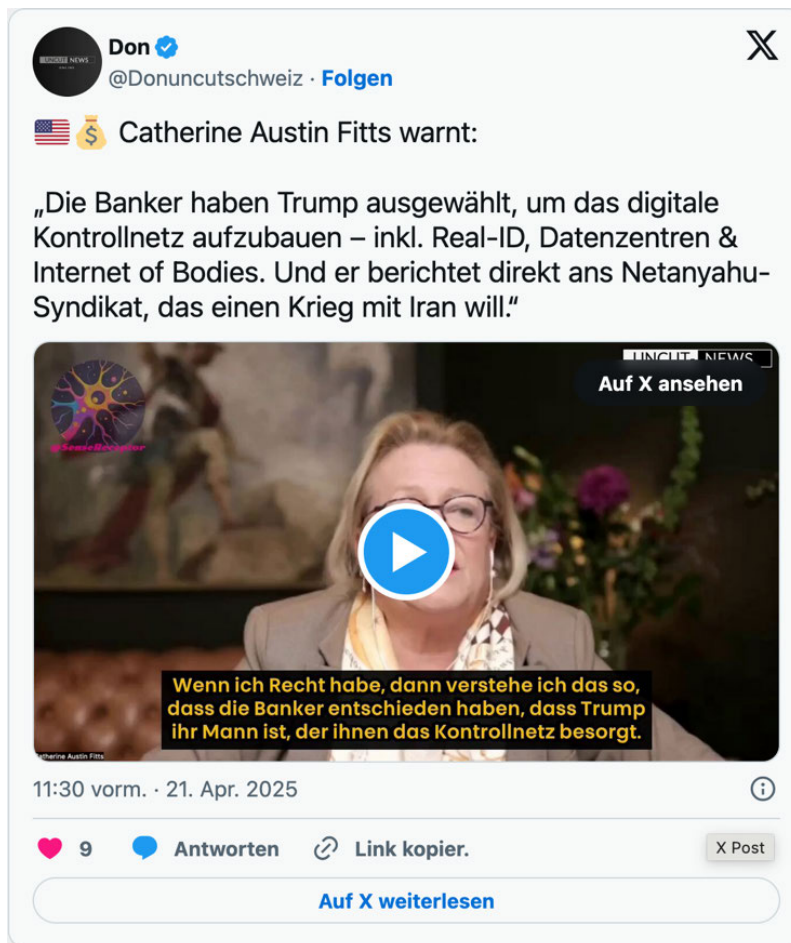 UNCUT NEWS
Don
@Donuncutschweiz · Folgen
X
🇺🇸💰 Catherine Austin Fitts warnt:
„Die Banker haben Trump ausgewählt, um das digitale
Kontrollnetz aufzubauen – inkl. Real-ID, Datenzentren &
Internet of Bodies. Und er berichtet direkt ans Netanyahu-
Syndikat, das einen Krieg mit Iran will.“
UNCUT NEWS
Auf X ansehen
Wenn ich Recht habe, dann verstehe ich das so,
dass die Banker entschieden haben, dass Trump
ihr Mann ist, der ihnen das Kontrollnetz besorgt.
Catherine Austin Fitts
11:30 vorm. · 21. Apr. 2025
9 Antworten Link kopier.
X Post
Auf X weiterlesen